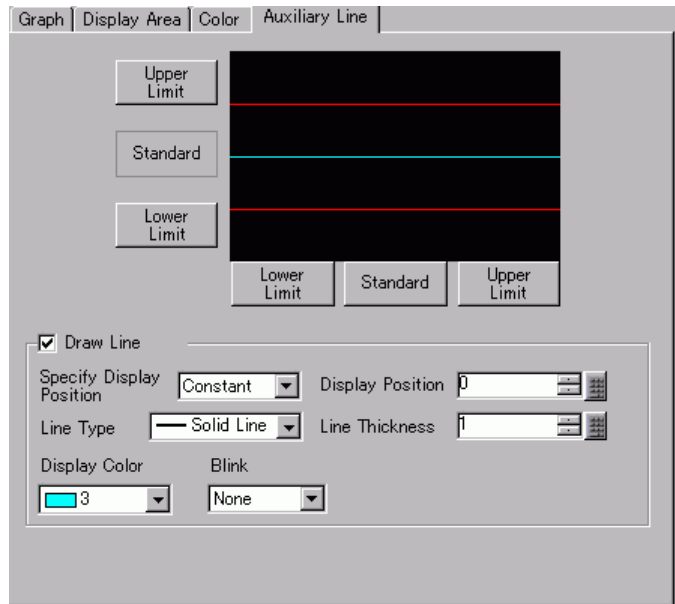 Graph Display Area Color Auxiliary Line
Upper
Limit
Standard
Lower
Limit
Lower
Limit
Standard
Upper
Limit
Draw Line
Specify Display
Position
Constant
Display Position 0
Line Type Solid Line Line Thickness 1
Display Color Blink
3 None